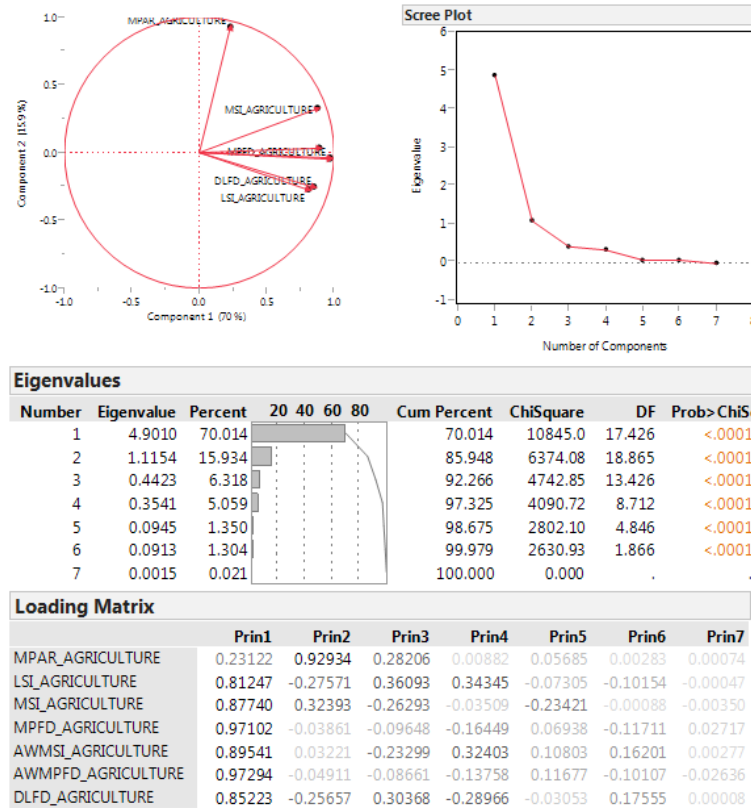 MPAR_AGRICULTURE
1.0
0.5
MSI_AGRICULTURE
0.0
MPFD_AGRICULTURE
DLFD_AGRICULTURE
LSI_AGRICULTURE
-0.5
-1.0
Component 2 (15.9%)
-1.0 -0.5 0.0 0.5 1.0
Component 1 (70%)
Scree Plot
6
5
4
3
2
1
0
-1
Eigenvalue
0 1 2 3 4 5 6 7 8
Number of Components
Eigenvalues
Number Eigenvalue Percent 20 40 60 80 Cum Percent ChiSquare DF Prob>ChiSq
1 4.9010 70.014 70.014 10845.0 17.426 <.0001
2 1.1154 15.934 85.948 6374.08 18.865 <.0001
3 0.4423 6.318 92.266 4742.85 13.426 <.0001
4 0.3541 5.059 97.325 4090.72 8.712 <.0001
5 0.0945 1.350 98.675 2802.10 4.846 <.0001
6 0.0913 1.304 99.979 2630.93 1.866 <.0001
7 0.0015 0.021 100.000 0.000 . .
Loading Matrix
Prin1 Prin2 Prin3 Prin4 Prin5 Prin6 Prin7
MPAR_AGRICULTURE 0.23122 0.92934 0.28206 0.00882 0.05685 0.00283 0.00074
LSI_AGRICULTURE 0.81247 -0.27571 0.36093 0.34345 -0.07305 -0.10154 -0.00047
MSI_AGRICULTURE 0.87740 0.32393 -0.26293 -0.03509 -0.23421 -0.00088 -0.00350
MPFD_AGRICULTURE 0.97102 -0.03861 -0.09648 -0.16449 0.06938 -0.11711 0.02717
AWMSI_AGRICULTURE 0.89541 0.03221 -0.23299 0.32403 0.10803 0.16201 0.00277
AWMPFD_AGRICULTURE 0.97294 -0.04911 -0.08661 -0.13758 0.11677 -0.10107 -0.02636
DLFD_AGRICULTURE 0.85223 -0.25657 0.30368 -0.28966 -0.03053 0.17555 0.00008